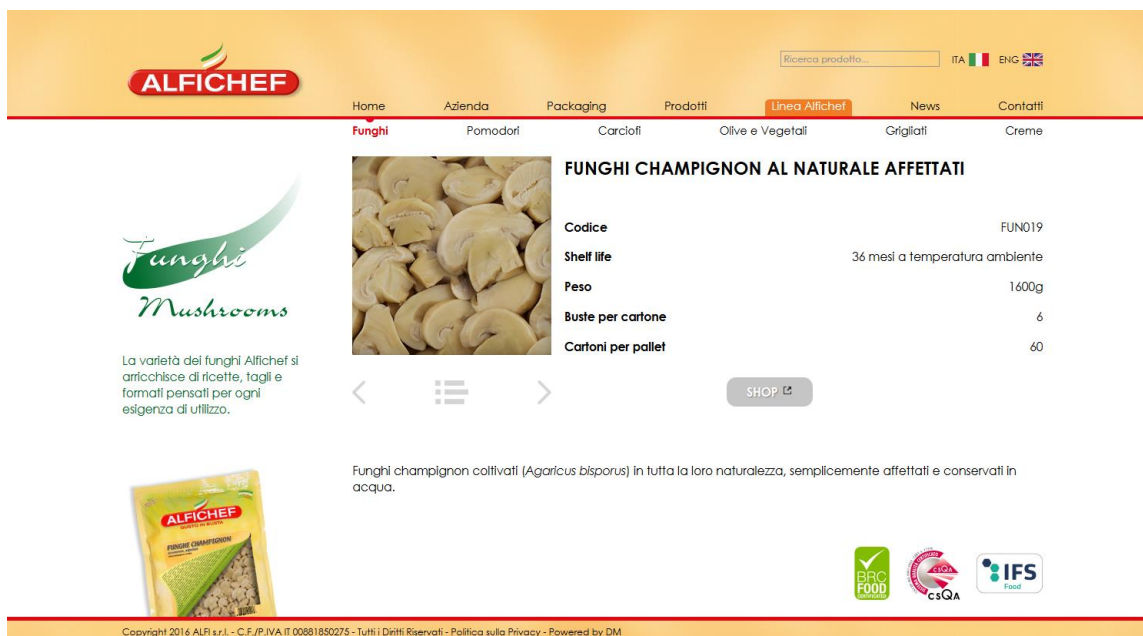 ALFICHEF
Ricerca prodotto...
ITA
ENG
Home Azienda Packaging Prodotti Linea Alfichef News Contatti
Funghi Pomodori Carciofi Olive e Vegetali Grigliati Creme
Funghi
Mushrooms
La varietà dei funghi Alfichef si
arricchisce di ricette, tagli e
formati pensati per ogni
esigenza di utilizzo.
FUNGHI CHAMPIGNON AL NATURALE AFFETTATI
Codice FUN019
Shelf life 36 mesi a temperatura ambiente
Peso 1600g
Buste per cartone 6
Cartoni per pallet 60
SHOP
Funghi champignon coltivati (Agaricus bisporus) in tutta la loro naturalezza, semplicemente affettati e conservati in
acqua.
ALFICHEF
GUSTO IN BUSTA
FUNGHI CHAMPIGNON
BRC
FOOD
CERTIFICATED
CSQA
CSQA
IFS
Food
Copyright 2016 ALFI s.r.l. - C.F./P.IVA IT 00881850275 - Tutti i Diritti Riservati - Politica sulla Privacy - Powered by DM